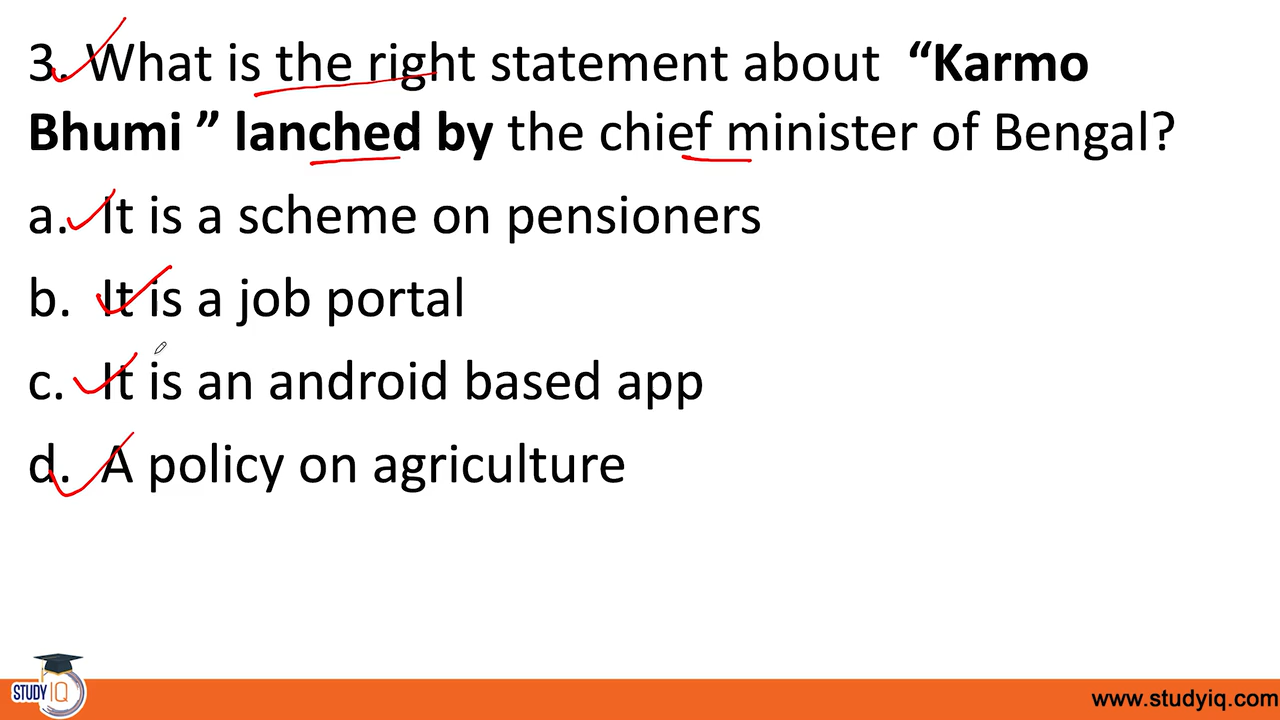 3. What is the right statement about “Karmo
Bhumi ” lanched by the chief minister of Bengal?
a. It is a scheme on pensioners
b. It is a job portal
c. It is an android based app
d. A policy on agriculture
STUDY IQ
www.studyiq.com